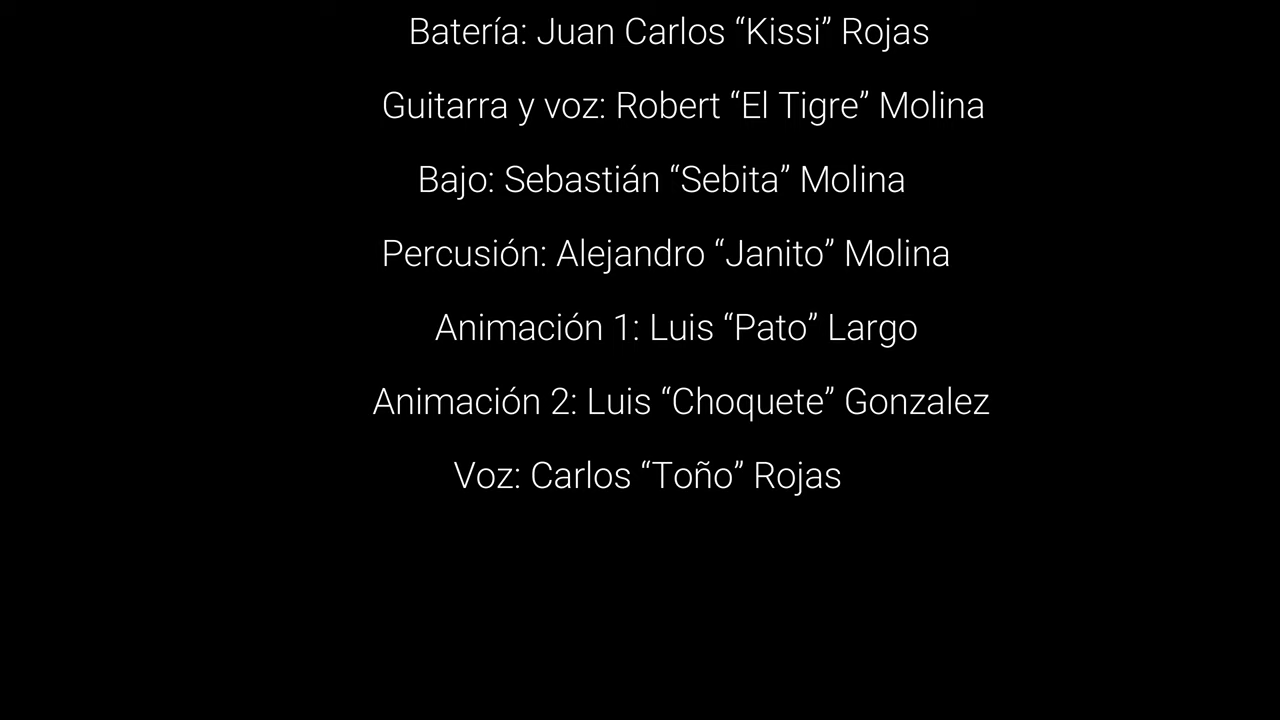 Batería: Juan Carlos “Kissi” Rojas
Guitarra y voz: Robert “El Tigre” Molina
Bajo: Sebastián “Sebita” Molina
Percusión: Alejandro “Janito” Molina
Animación 1: Luis “Pato” Largo
Animación 2: Luis “Choquete” Gonzalez
Voz: Carlos “Toño” Rojas